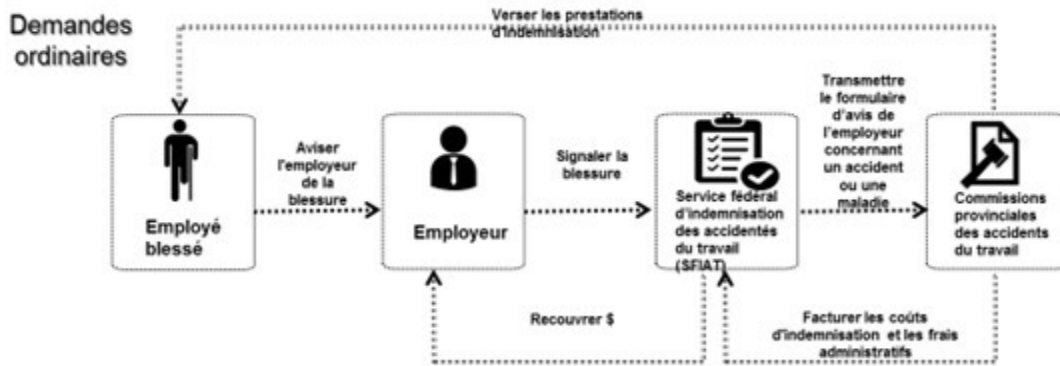 Demandes
ordinaires
Verser les prestations
d'indemnisation
Employé
blessé
Aviser
l'employeur
de la
blessure
Employeur
Signaler la
blessure
Service fédéral
d'indemnisation
des accidentés
du travail
(SFIAT)
Transmettre
le formulaire
d'avis de
l'employeur
concernant
un accident
ou une
maladie
Commissions
provinciales
des accidents
du travail
Recouvrer $
Facturer les coûts
d'indemnisation et les frais
administratifs